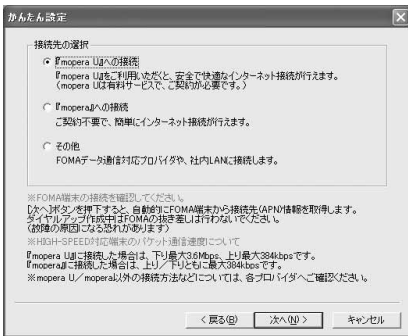 かんたん設定
接続先の選択
『mopera U』への接続
『mopera U』をご利用いただくと、安全で快適なインターネット接続が行えます。
(mopera Uは有料サービスで、ご契約が必要です。)
『mopera』への接続
ご契約不要で、簡単にインターネット接続が行えます。
その他
FOMAデータ通信対応プロバイダや、社内LANに接続します。
※FOMA端末の接続を確認してください。
[次へ]ボタンを押下すると、自動的にFOMA端末から接続先(APN)情報を取得します。
ダイヤルアップ作成中はFOMAの抜き差しは行わないでください。
(故障の原因になる恐れがあります)
※HIGH-SPEED対応端末のパケット通信速度について
『mopera U』に接続した場合は、下り最大3.6Mbps、上り最大384kbpsです。
『mopera』に接続した場合は、上り/下りともに最大384kbpsです。
※mopera U/mopera以外の接続方法などについては、各プロバイダへご確認ください。
< 戻る(B) 次へ(N) > キャンセル